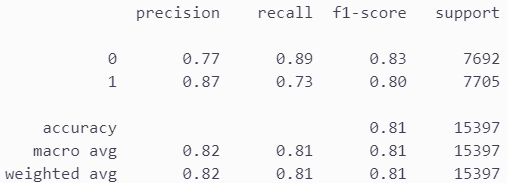 precision recall f1-score support
0 0.77 0.89 0.83 7692
1 0.87 0.73 0.80 7705
accuracy 0.81 15397
macro avg 0.82 0.81 0.81 15397
weighted avg 0.82 0.81 0.81 15397